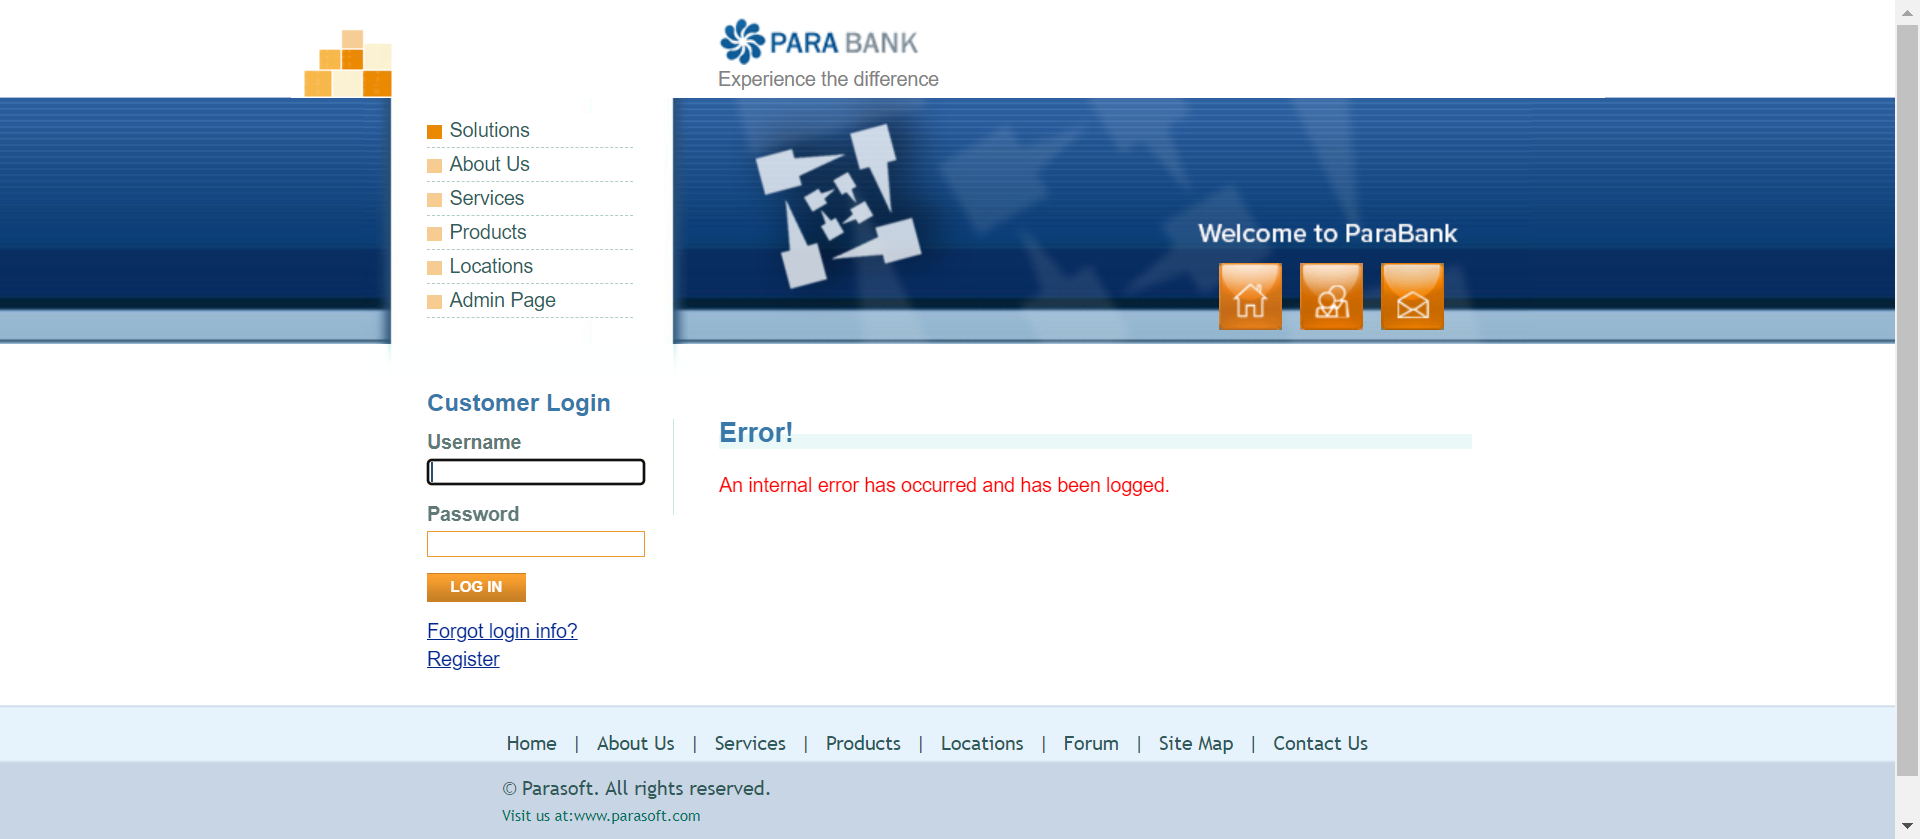 PARA BANK
Experience the difference
Solutions
About Us
Services
Products
Locations
Admin Page
Welcome to ParaBank
Customer Login
Username
Password
LOG IN
Forgot login info?
Register
Error!
An internal error has occurred and has been logged.
Home | About Us | Services | Products | Locations | Forum | Site Map | Contact Us
© Parasoft. All rights reserved.
Visit us at:www.parasoft.com